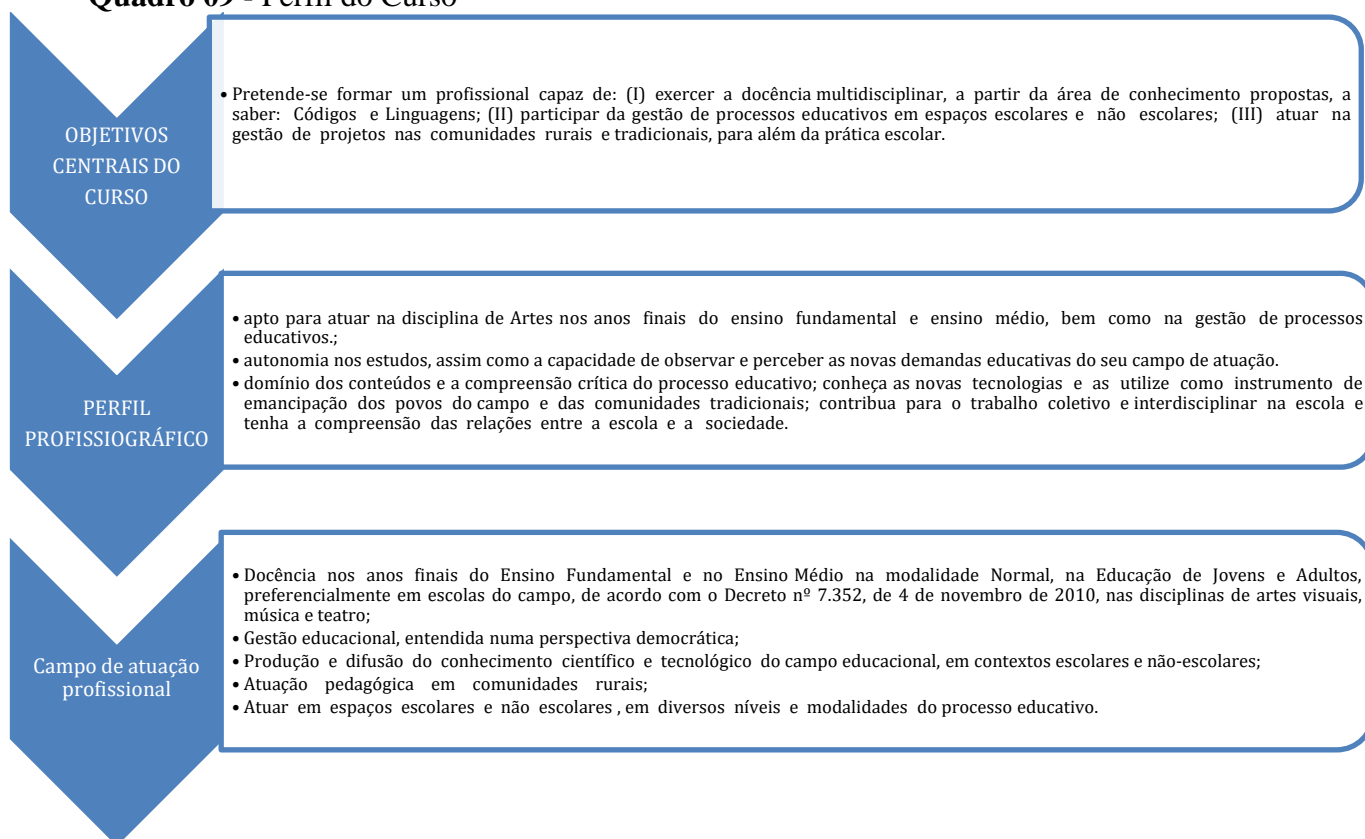 Quadro 09 - Perfil do Curso
OBJETIVOS
CENTRAIS DO
CURSO
• Pretende-se formar um profissional capaz de: (I) exercer a docência multidisciplinar, a partir da área de conhecimento propostas, a
saber: Códigos e Linguagens; (II) participar da gestão de processos educativos em espaços escolares e não escolares; (III) atuar na
gestão de projetos nas comunidades rurais e tradicionais, para além da prática escolar.
PERFIL
PROFISSIOGRÁFICO
• apto para atuar na disciplina de Artes nos anos finais do ensino fundamental e ensino médio, bem como na gestão de processos
educativos.;
• autonomia nos estudos, assim como a capacidade de observar e perceber as novas demandas educativas do seu campo de atuação.
• domínio dos conteúdos e a compreensão crítica do processo educativo; conheça as novas tecnologias e as utilize como instrumento de
emancipação dos povos do campo e das comunidades tradicionais; contribua para o trabalho coletivo e interdisciplinar na escola e
tenha a compreensão das relações entre a escola e a sociedade.
Campo de atuação
profissional
• Docência nos anos finais do Ensino Fundamental e no Ensino Médio na modalidade Normal, na Educação de Jovens e Adultos,
preferencialmente em escolas do campo, de acordo com o Decreto nº 7.352, de 4 de novembro de 2010, nas disciplinas de artes visuais,
música e teatro;
• Gestão educacional, entendida numa perspectiva democrática;
• Produção e difusão do conhecimento científico e tecnológico do campo educacional, em contextos escolares e não-escolares;
• Atuação pedagógica em comunidades rurais;
• Atuar em espaços escolares e não escolares , em diversos níveis e modalidades do processo educativo.